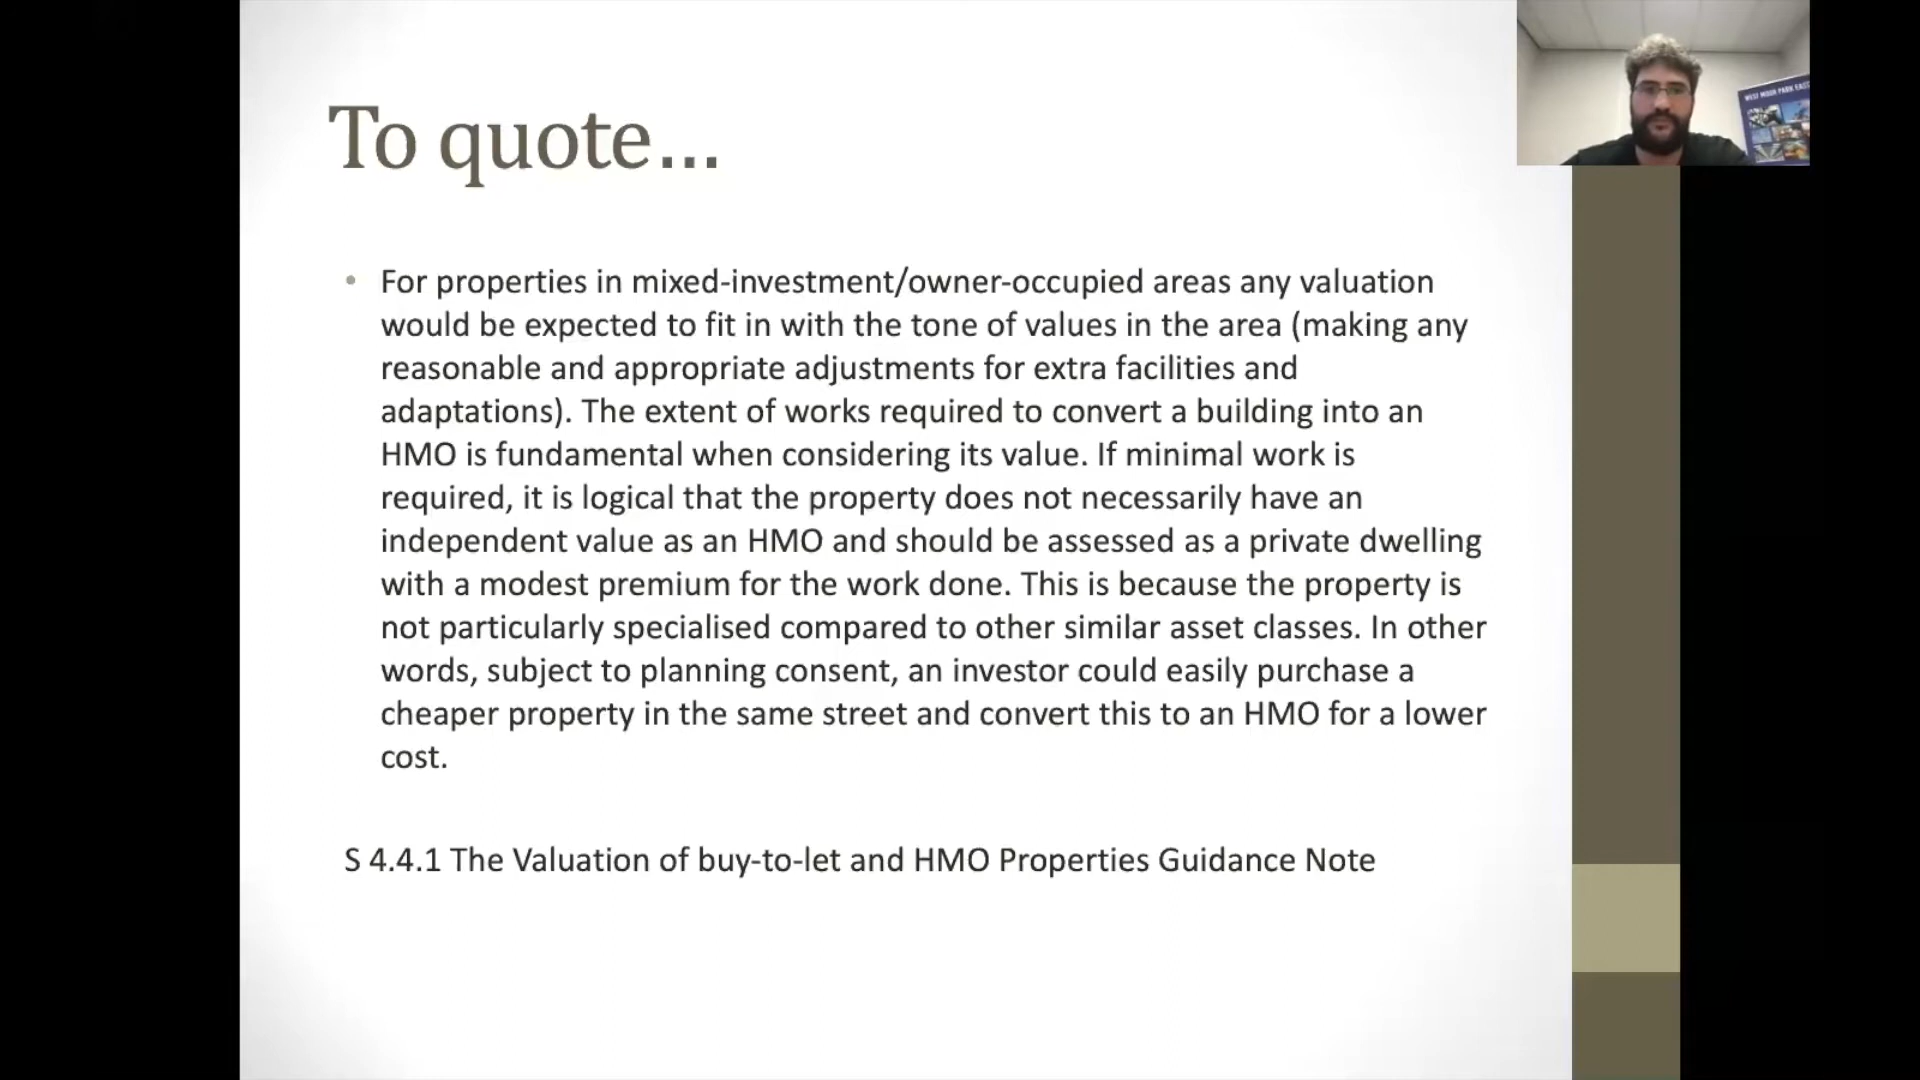 To quote...
• For properties in mixed-investment/owner-occupied areas any valuation
would be expected to fit in with the tone of values in the area (making any
reasonable and appropriate adjustments for extra facilities and
adaptations). The extent of works required to convert a building into an
HMO is fundamental when considering its value. If minimal work is
required, it is logical that the property does not necessarily have an
independent value as an HMO and should be assessed as a private dwelling
with a modest premium for the work done. This is because the property is
not particularly specialised compared to other similar asset classes. In other
words, subject to planning consent, an investor could easily purchase a
cheaper property in the same street and convert this to an HMO for a lower
cost.
S 4.4.1 The Valuation of buy-to-let and HMO Properties Guidance Note
WEST MOOR PARK EAST